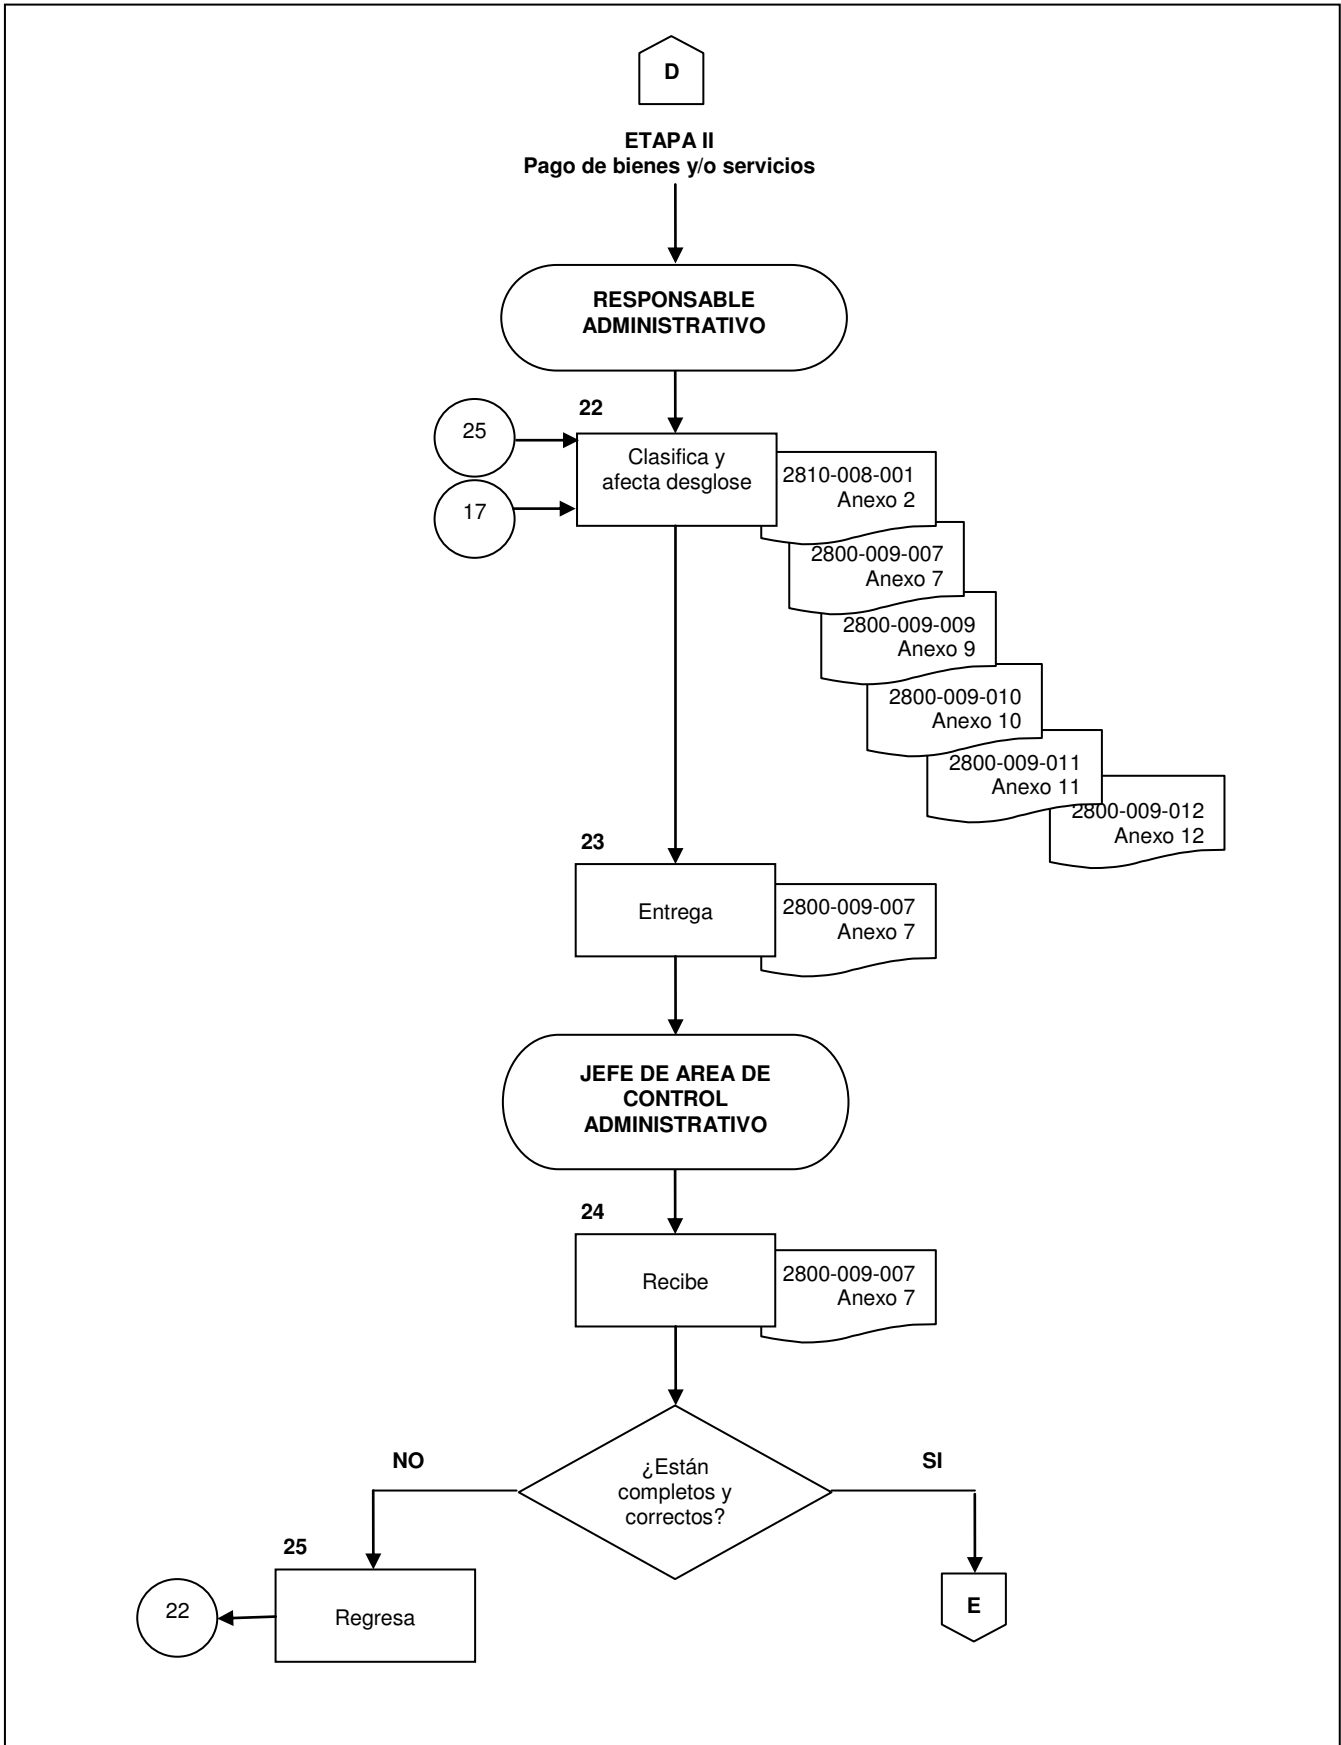 D
ETAPA II
Pago de bienes y/o servicios
RESPONSABLE
ADMINISTRATIVO
22
25
17
Clasifica y
afecta desglose
2810-008-001
Anexo 2
2800-009-007
Anexo 7
2800-009-009
Anexo 9
2800-009-010
Anexo 10
2800-009-011
Anexo 11
2800-009-012
Anexo 12
23
Entrega
2800-009-007
Anexo 7
JEFE DE AREA DE
CONTROL
ADMINISTRATIVO
24
Recibe
2800-009-007
Anexo 7
NO
¿Están
completos y
correctos?
SI
25
22
Regresa
E